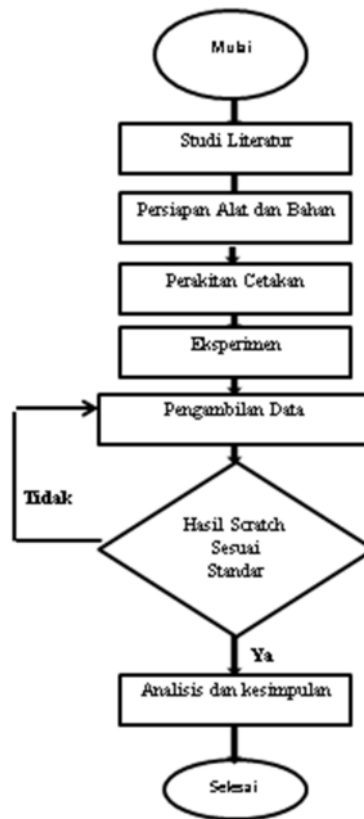 Mulai
Studi Literatur
Persiapan Alat dan Bahan
Perakitan Cetakan
Eksperimen
Pengambilan Data
Tidak
Hasil Scratch
Sesuai
Standar
Ya
Analisis dan kesimpulan
Selesai